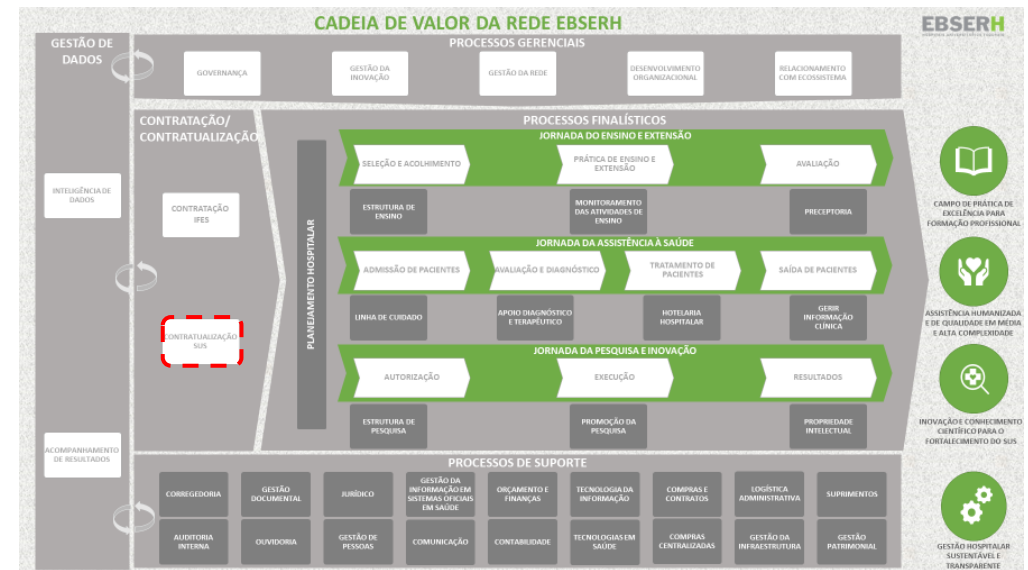 CADEIA DE VALOR DA REDE EBSERH
EBSERH
GESTÃO DE
DADOS
PROCESSOS GERENCIAIS
GOVERNANÇA
GESTÃO DA
INOVAÇÃO
GESTÃO DA REDE
DESENVOLVIMENTO
ORGANIZACIONAL
RELACIONAMENTO
COM ECOSSISTEMA
INTELIGÊNCIA DE
DADOS
ACOMPANHAMENTO
DE RESULTADOS
CONTRATAÇÃO/
CONTRATUALIZAÇÃO
CONTRATAÇÃO
IFES
CONTRATUALIZAÇÃO
SUS
PROCESSOS FINALÍSTICOS
PLANEJAMENTO HOSPITALAR
JORNADA DO ENSINO E EXTENSÃO
SELEÇÃO E ACOLHIMENTO
PRÁTICA DE ENSINO E
EXTENSÃO
AVALIAÇÃO
ESTRUTURA DE
ENSINO
MONITORAMENTO
DAS ATIVIDADES DE
ENSINO
PRECEPTORIA
JORNADA DA ASSISTÊNCIA À SAÚDE
ADMISSÃO DE PACIENTES
AVALIAÇÃO E DIAGNÓSTICO
TRATAMENTO DE
PACIENTES
SAÍDA DE PACIENTES
LINHA DE CUIDADO
APOIO DIAGNÓSTICO
E TERAPÊUTICO
HOTELARIA
HOSPITALAR
GERIR
INFORMAÇÃO
CLÍNICA
JORNADA DA PESQUISA E INOVAÇÃO
AUTORIZAÇÃO
EXECUÇÃO
RESULTADOS
ESTRUTURA DE
PESQUISA
PROMOÇÃO DA
PESQUISA
PROPRIEDADE
INTELECTUAL
PROCESSOS DE SUPORTE
CORREGEDORIA
GESTÃO
DOCUMENTAL
JURÍDICO
GESTÃO DA
INFORMAÇÃO EM
SISTEMAS OFICIAIS
EM SAÚDE
ORÇAMENTO E
FINANÇAS
TECNOLOGIA DA
INFORMAÇÃO
COMPRAS E
CONTRATOS
LOGÍSTICA
ADMINISTRATIVA
SUPRIMENTOS
AUDITORIA
INTERNA
OUVIDORIA
GESTÃO DE
PESSOAS
COMUNICAÇÃO
CONTABILIDADE
TECNOLOGIAS EM
SAÚDE
COMPRAS
CENTRALIZADAS
GESTÃO DA
INFRAESTRUTURA
GESTÃO
PATRIMONIAL
CAMPO DE PRÁTICA DE
EXCELÊNCIA PARA
FORMAÇÃO PROFISSIONAL
ASSISTÊNCIA HUMANIZADA
E DE QUALIDADE EM MÉDIA
E ALTA COMPLEXIDADE
INOVAÇÃO E CONHECIMENTO
CIENTÍFICO PARA O
FORTALECIMENTO DO SUS
GESTÃO HOSPITALAR
SUSTENTÁVEL E
TRANSPARENTE